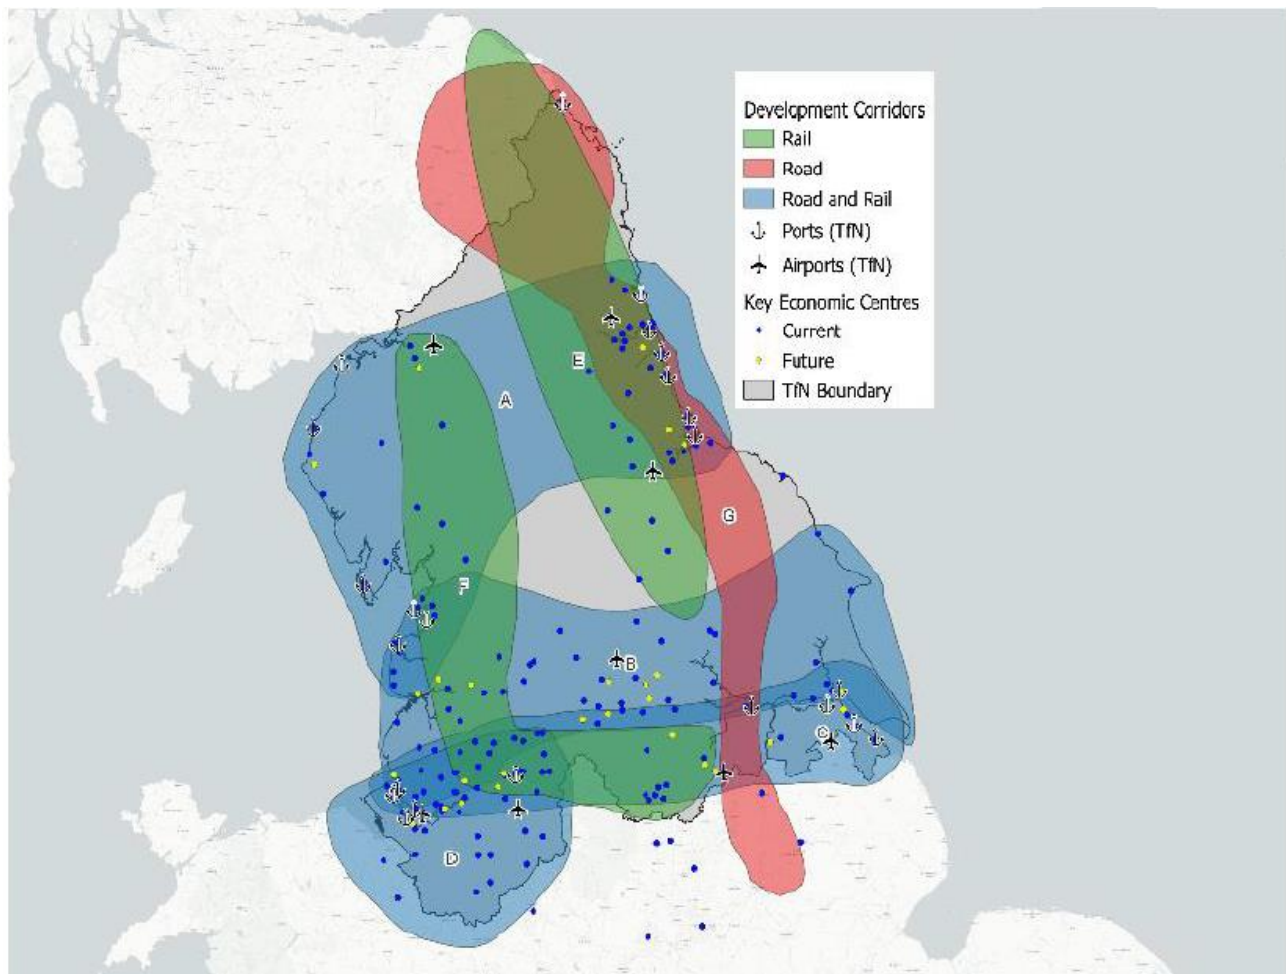 Development Corridors
Rail
Road
Road and Rail
Ports (TfN)
Airports (TfN)
Key Economic Centres
Current
Future
TfN Boundary
E
A
G
F
B
C
D